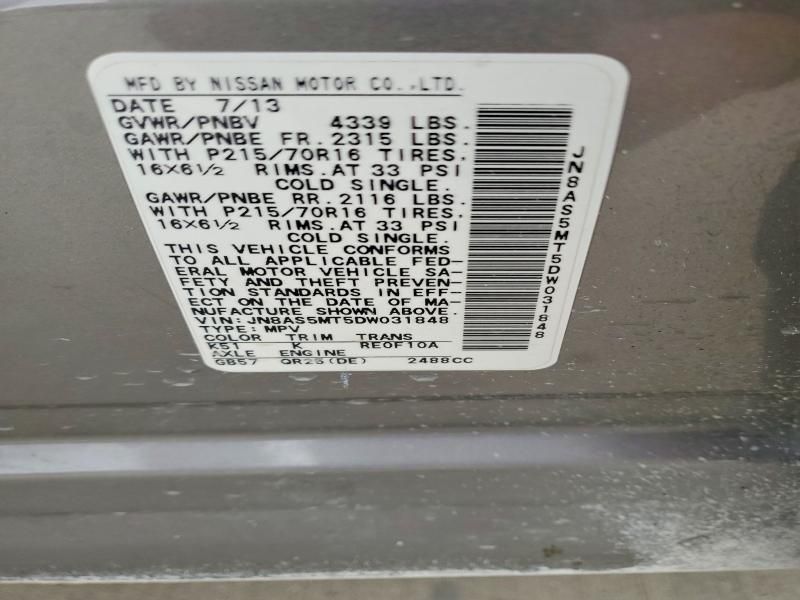 MFD BY NISSAN MOTOR CO.,LTD.
DATE 7/13
GVWR/PNBV 4339 LBS.
GAWR/PNBE FR. 2315 LBS.
WITH P215/70R16 TIRES.
16X6½ RIMS.AT 33 PSI
COLD SINGLE.
GAWR/PNBE RR. 2116 LBS.
WITH P215/70R16 TIRES.
16X6½ RIMS.AT 33 PSI
COLD SINGLE.
THIS VEHICLE CONFORMS
TO ALL APPLICABLE FED-
ERAL MOTOR VEHICLE SA-
FETY AND THEFT PREVEN-
TION STANDARDS IN EFF-
ECT ON THE DATE OF MA-
NUFACTURE SHOWN ABOVE.
VIN: JN8AS5MT5DW031848
TYPE: MPV
COLOR TRIM TRANS
K51 K RE0F10A
AXLE ENGINE
GB57 QR25(DE) 2488CC
JN8AS5MT5DW031848